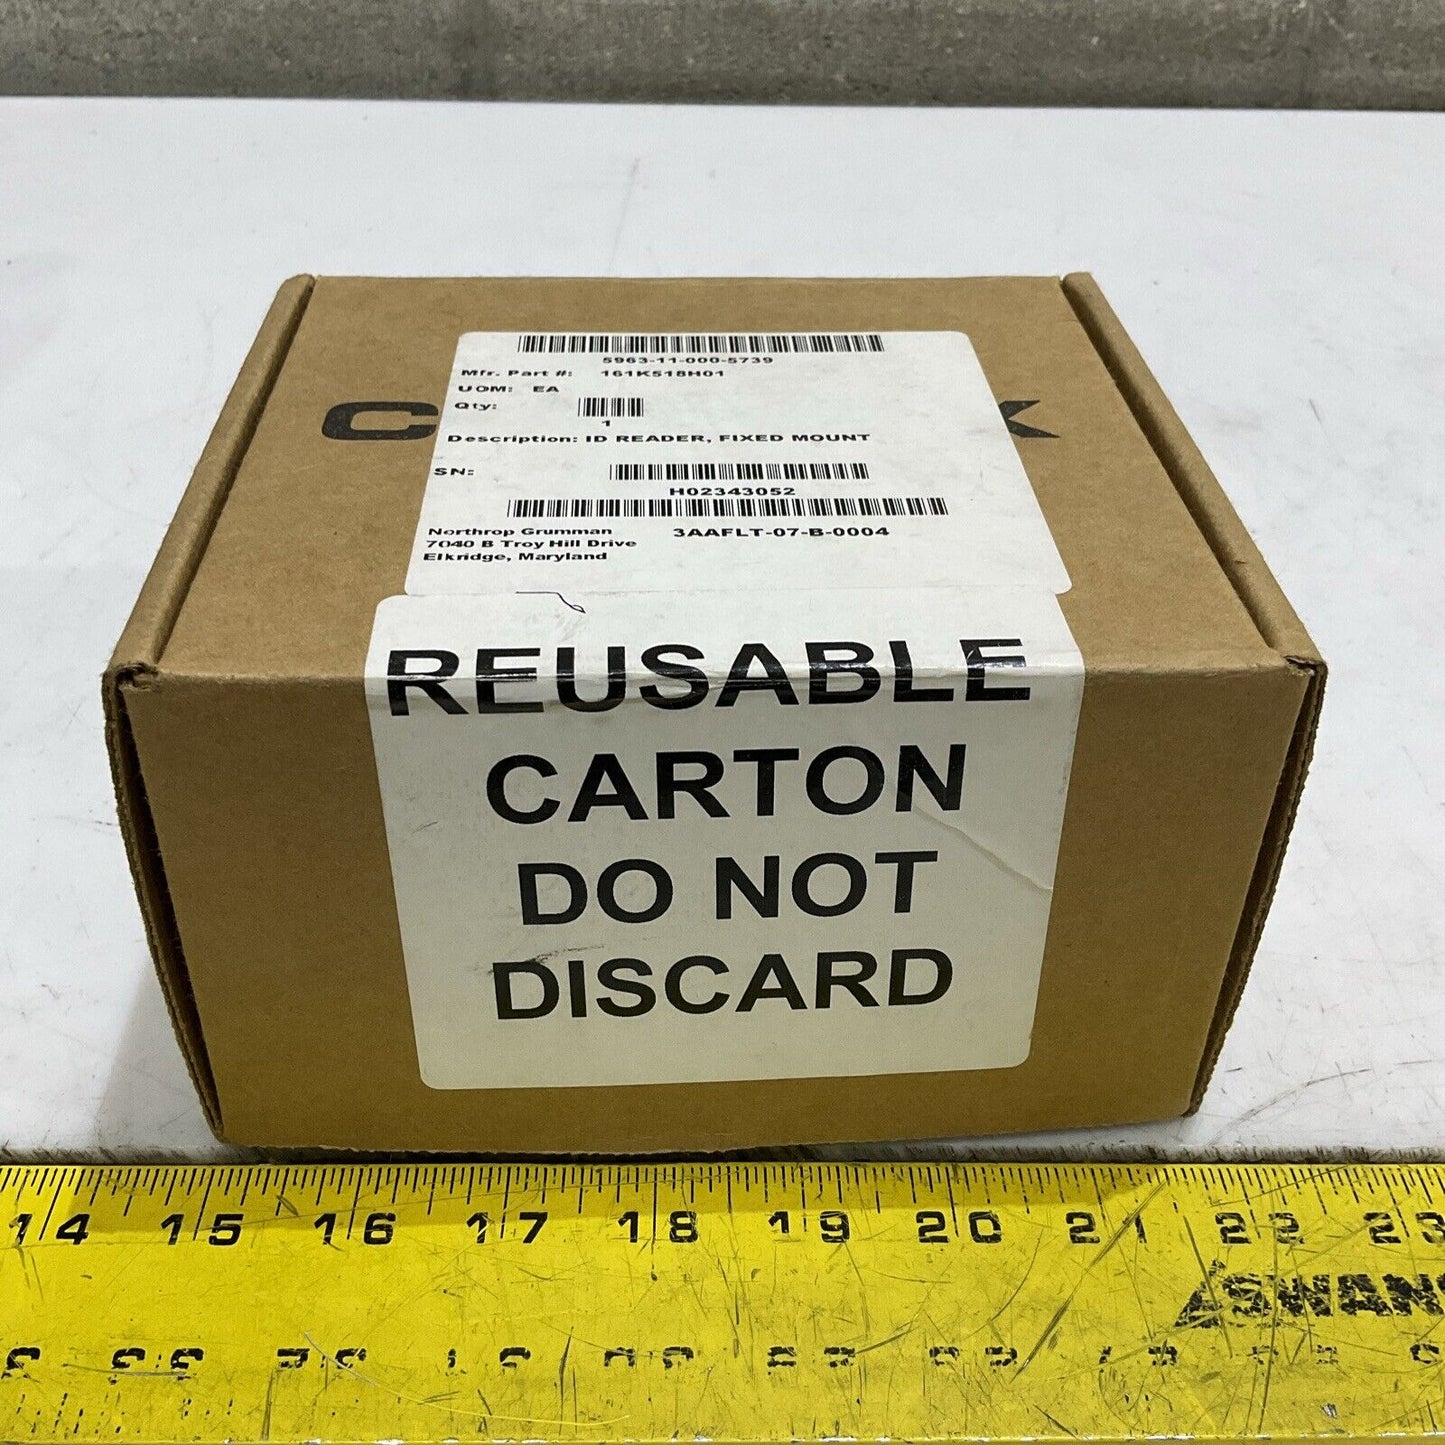 5963-11-000-5739
Mfr. Part #: 161K518H01
UOM: EA
Qty:
1
Description: ID READER, FIXED MOUNT
SN:
H02343052
Northrop Grumman 3AAFLT-07-B-0004
7040 B Troy Hill Drive
Elkridge, Maryland
REUSABLE
CARTON
DO NOT
DISCARD
14 15 16 17 18 19 20 21 22 23
SWAN